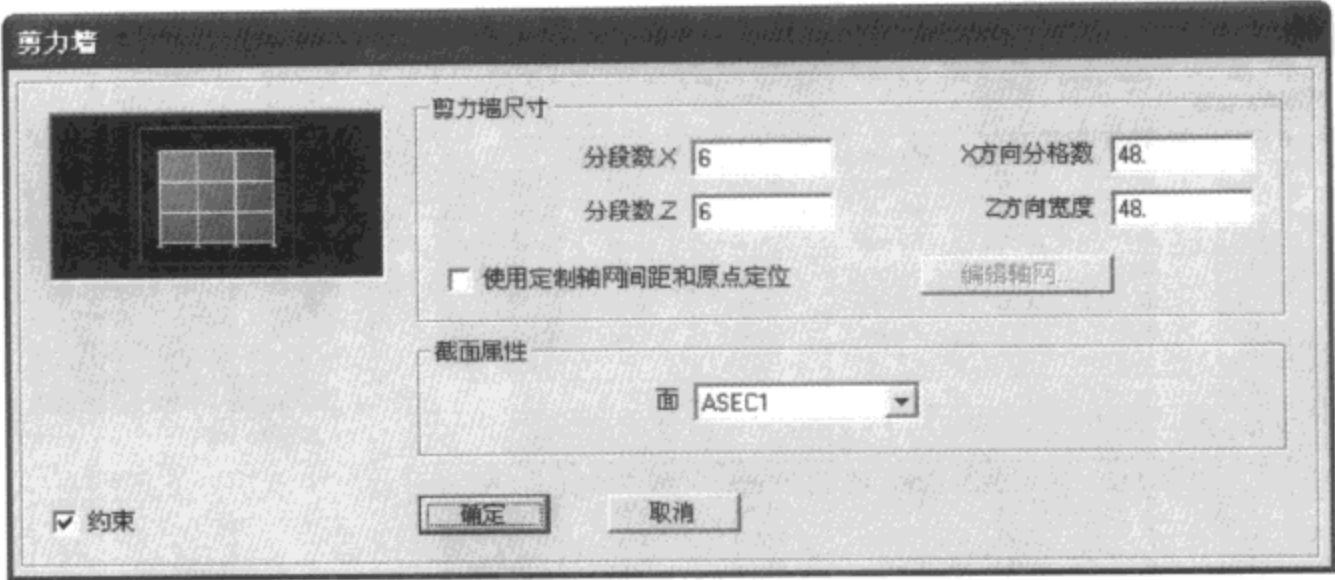 剪力墙
剪力墙尺寸
分段数X 6 X方向分格数 48.
分段数Z 6 Z方向宽度 48.
使用定制轴网间距和原点定位 编辑轴网...
截面属性
面 ASEC1
约束 确定 取消